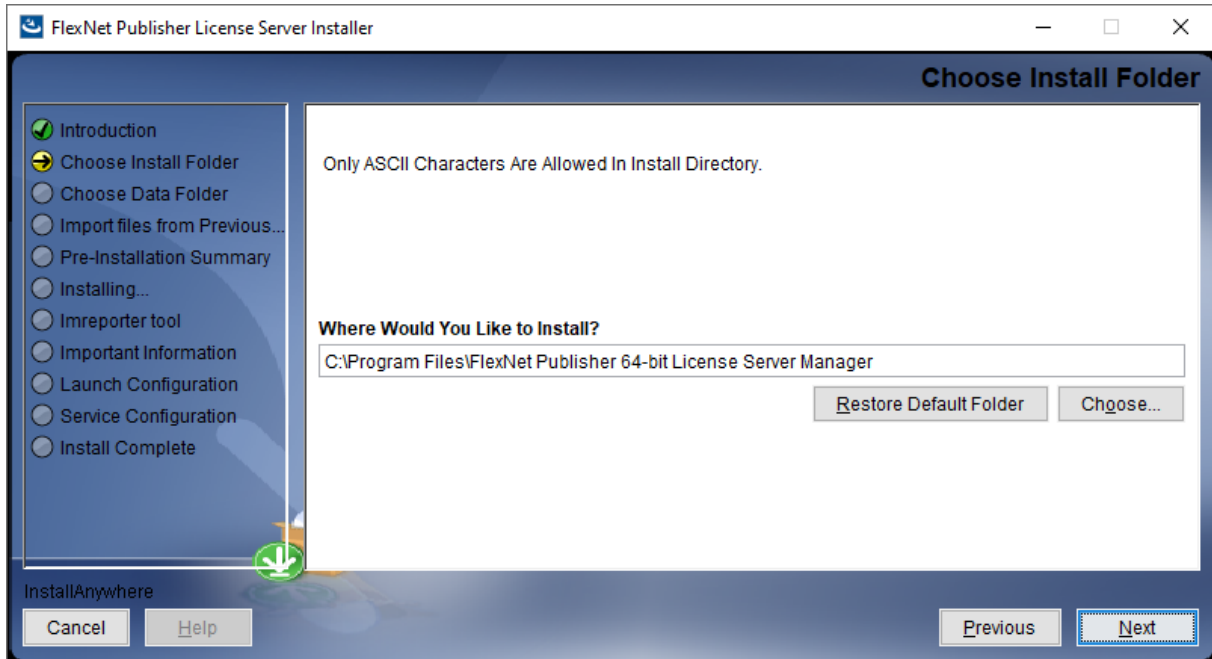 FlexNet Publisher License Server Installer
Choose Install Folder
Introduction
Choose Install Folder
Choose Data Folder
Import files from Previous...
Pre-Installation Summary
Installing...
lmreporter tool
Important Information
Launch Configuration
Service Configuration
Install Complete
Only ASCII Characters Are Allowed In Install Directory.
Where Would You Like to Install?
C:\Program Files\FlexNet Publisher 64-bit License Server Manager
Restore Default Folder
Choose...
InstallAnywhere
Cancel
Help
Previous
Next